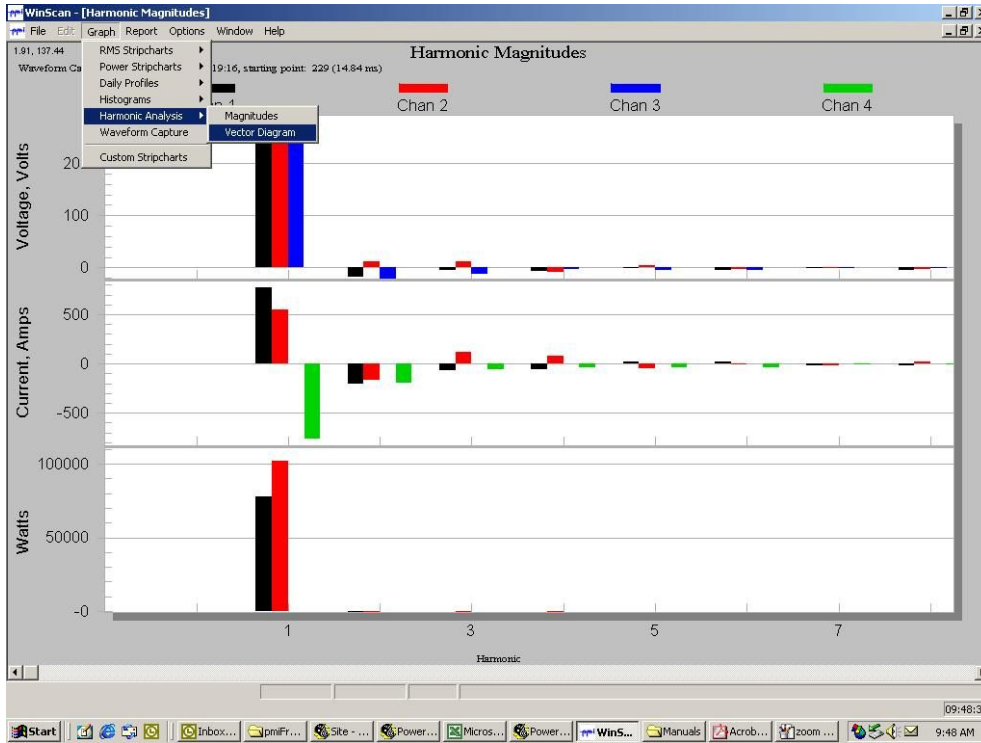 WinScan - [Harmonic Magnitudes]
File Edit Graph Report Options Window Help
1.91, 137.44
Harmonic Magnitudes
Waveform Ca 19:16, starting point: 229 (14.84 ms)
RMS Stripcharts
Power Stripcharts
Daily Profiles
Histograms
Harmonic Analysis
Waveform Capture
Custom Stripcharts
Magnitudes
Vector Diagram
Chan 2 Chan 3 Chan 4
Voltage, Volts
20
100
0
Current, Amps
500
0
-500
Watts
100000
50000
-0
1 3 5 7
Harmonic
09:48:3
Start Inbox... pmiFr... Site - ... Power... Micros... Power... WinS... Manuals Acrob... zoom ... 9:48 AM